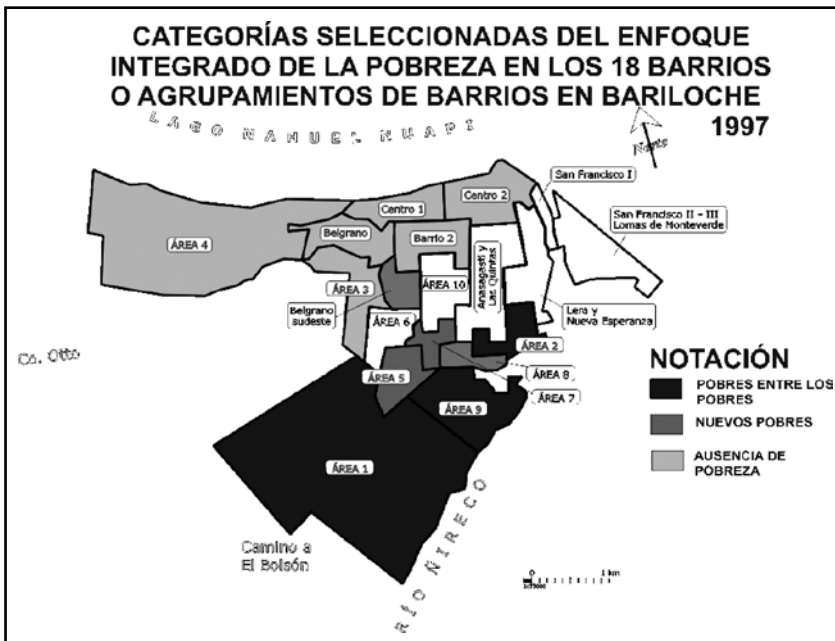 CATEGORÍAS SELECCIONADAS DEL ENFOQUE
INTEGRADO DE LA POBREZA EN LOS 18 BARRIOS
O AGRUPAMIENTOS DE BARRIOS EN BARILOCHE
1997
LAGO NAHUEL HUAPI
Norte
San Francisco I
Centro 2
Centro 1
San Francisco II - III
Lomas de Monteverde
Belgrano
Barrio 2
ÁREA 4
Anasagasti y
Las Quintas
ÁREA 3
ÁREA 10
Belgrano
sudeste
ÁREA 6
Lera y
Nueva Esperanza
Co. Otto
ÁREA 2
NOTACIÓN
ÁREA 5
ÁREA 8
ÁREA 7
POBRES ENTRE LOS
POBRES
ÁREA 9
NUEVOS POBRES
ÁREA 1
AUSENCIA DE
POBREZA
RÍO ÑIRECO
Camino a
El Bolsón
0 1 km